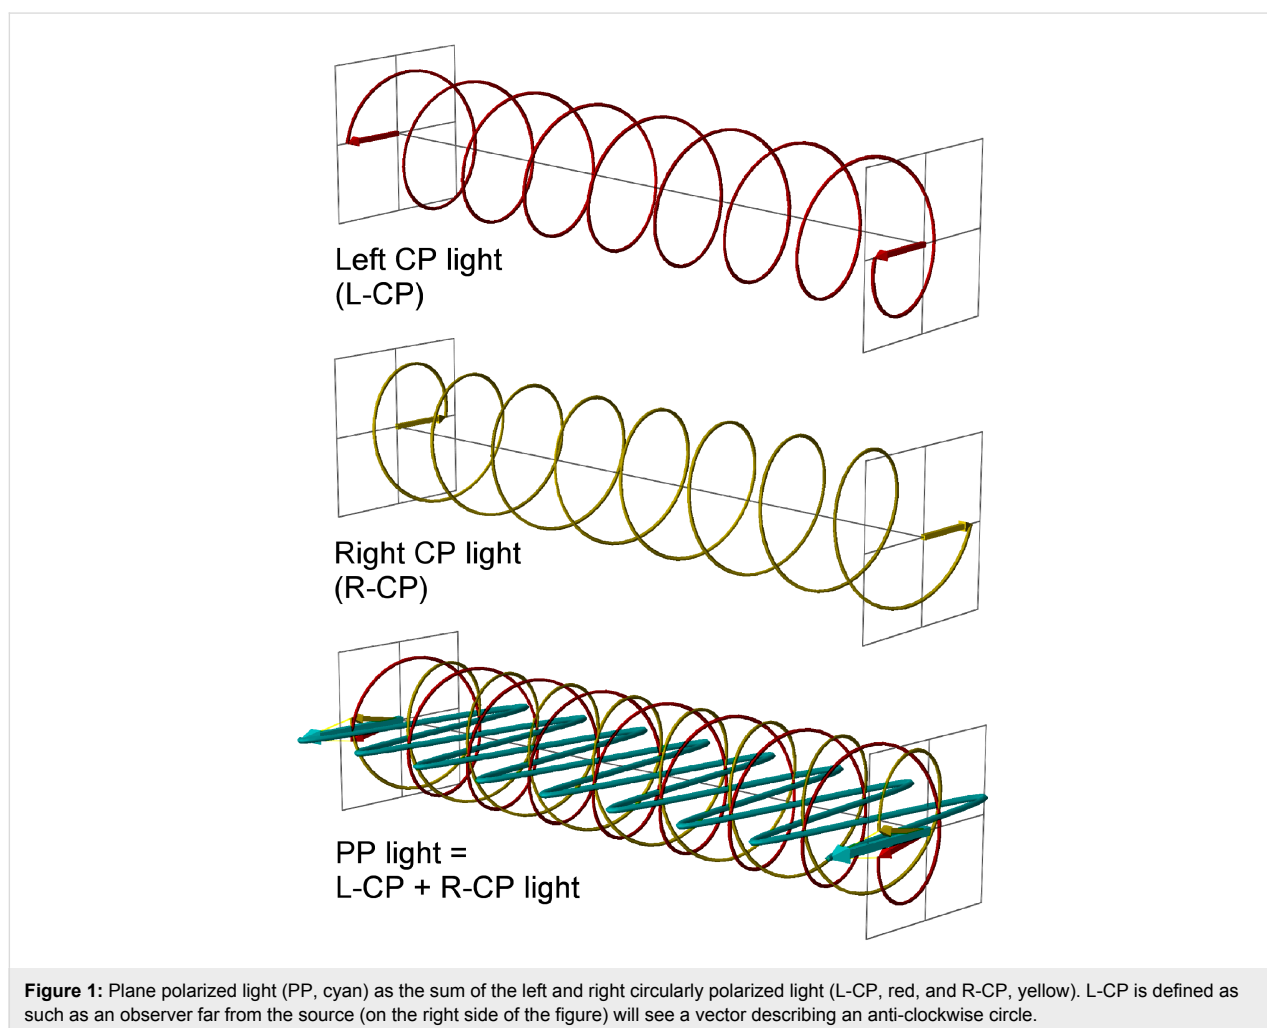 Left CP light
(L-CP)
Right CP light
(R-CP)
PP light =
L-CP + R-CP light
Figure 1: Plane polarized light (PP, cyan) as the sum of the left and right circularly polarized light (L-CP, red, and R-CP, yellow). L-CP is defined as
such as an observer far from the source (on the right side of the figure) will see a vector describing an anti-clockwise circle.